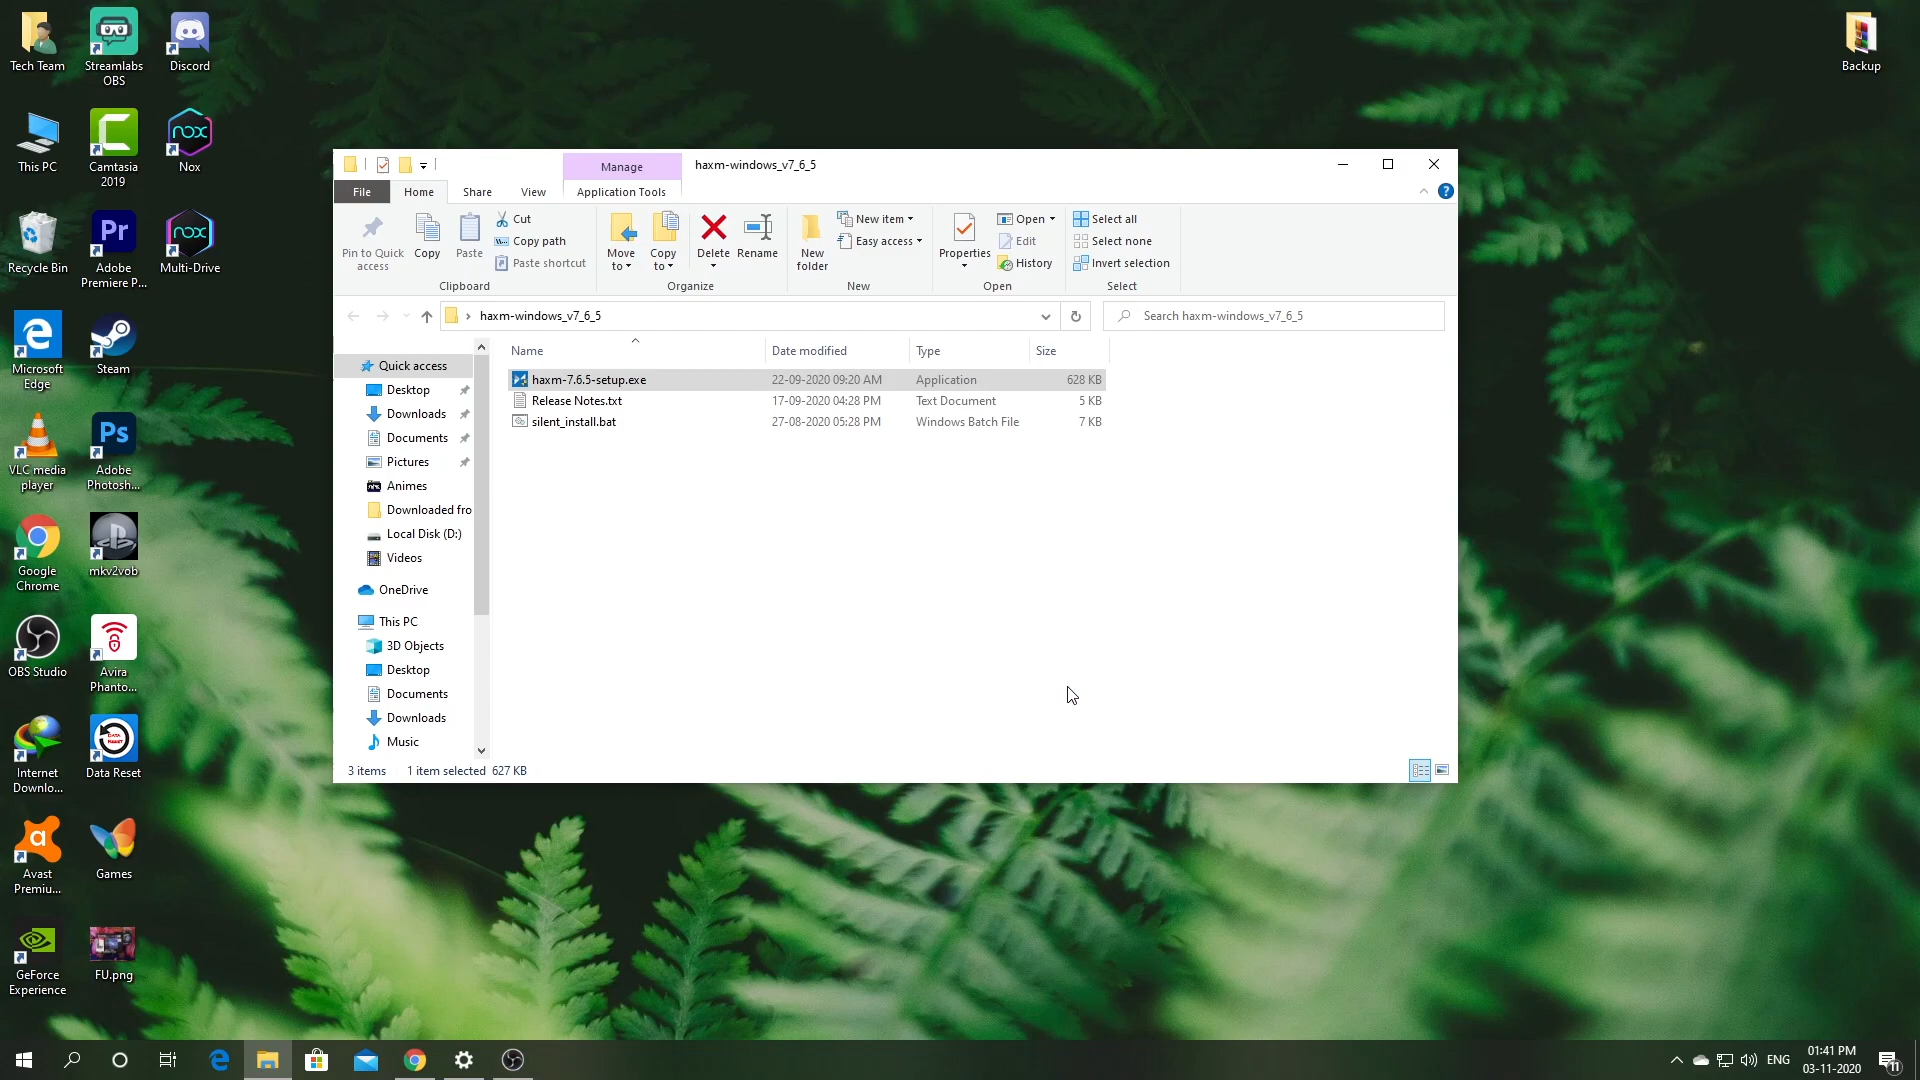 Tech Team
Streamlabs
OBS
Discord
Backup
This PC
Camtasia
2019
nox
Nox
Recycle Bin
Pr
Adobe
Premiere P...
nox
Multi-Drive
Microsoft
Edge
Steam
VLC media
player
Ps
Adobe
Photosh...
Google
Chrome
mkv2vob
OBS Studio
Avira
Phanto...
Internet
Downlo...
DATA RESET
Data Reset
a
Avast
Premiu...
Games
GeForce
Experience
FU.png
Manage
haxm-windows_v7_6_5
File
Home
Share
View
Application Tools
?
Pin to Quick
access
Copy
Paste
Cut
Copy path
Paste shortcut
Clipboard
Move
to
Copy
to
Delete
Rename
Organize
New
folder
New item
Easy access
New
Properties
Open
Edit
History
Open
Select all
Select none
Invert selection
Select
haxm-windows_v7_6_5
Search haxm-windows_v7_6_5
Name
Date modified
Type
Size
haxm-7.6.5-setup.exe
22-09-2020 09:20 AM
Application
628 KB
Release Notes.txt
17-09-2020 04:28 PM
Text Document
5 KB
silent_install.bat
27-08-2020 05:28 PM
Windows Batch File
7 KB
Quick access
Desktop
Downloads
Documents
Pictures
Animes
Downloaded fro
Local Disk (D:)
Videos
OneDrive
This PC
3D Objects
Desktop
Documents
Downloads
Music
3 items
1 item selected 627 KB
ENG
01:41 PM
03-11-2020
11